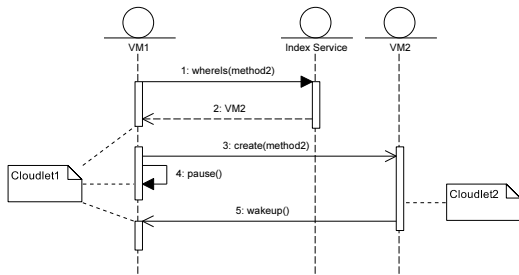 VM1
Index Service
VM2
1: whereIs(method2)
2: VM2
3: create(method2)
Cloudlet1
4: pause()
Cloudlet2
5: wakeup()